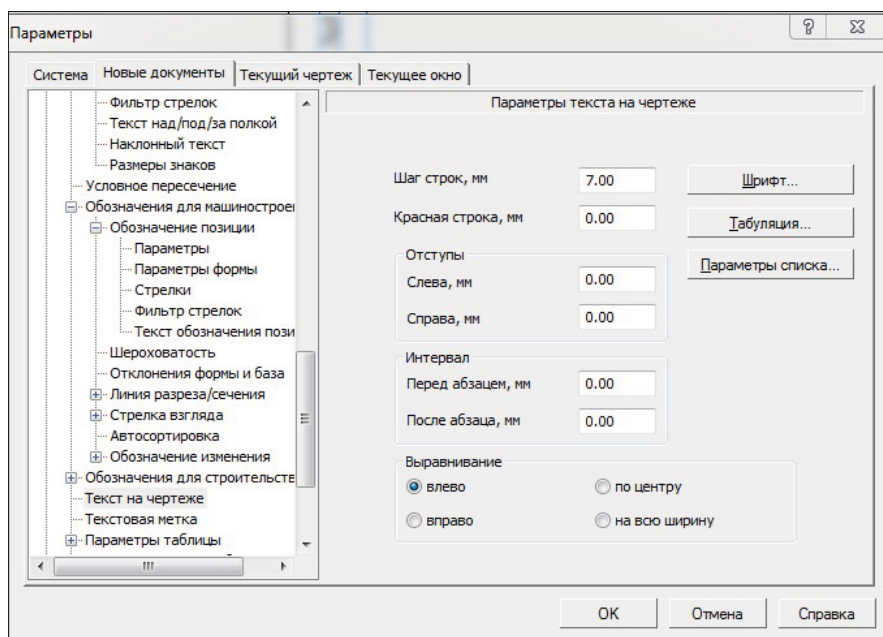 Параметры
Система Новые документы Текущий чертеж Текущее окно
Фильтр стрелок
Текст над/под/за полкой
Наклонный текст
Размеры знаков
Условное пересечение
Обозначения для машиностроен
Обозначение позиции
Параметры
Параметры формы
Стрелки
Фильтр стрелок
Текст обозначения пози
Шероховатость
Отклонения формы и база
Линия разреза/сечения
Стрелка взгляда
Автосортировка
Обозначение изменения
Обозначения для строительств
Текст на чертеже
Текстовая метка
Параметры таблицы
Параметры текста на чертеже
Шаг строк, мм 7.00 Шрифт...
Красная строка, мм 0.00 Табуляция...
Параметры списка...
Отступы
Слева, мм 0.00
Справа, мм 0.00
Интервал
Перед абзацем, мм 0.00
После абзаца, мм 0.00
Выравнивание
влево по центру
вправо на всю ширину
ОК Отмена Справка